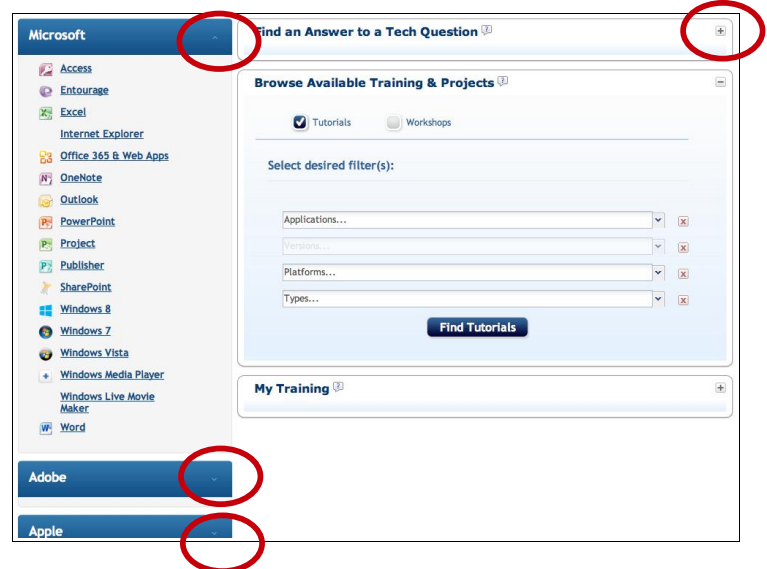 Microsoft
Access
Entourage
Excel
Internet Explorer
Office 365 & Web Apps
OneNote
Outlook
PowerPoint
Project
Publisher
SharePoint
Windows 8
Windows 7
Windows Vista
Windows Media Player
Windows Live Movie
Maker
Word
Adobe
Apple
Find an Answer to a Tech Question
Browse Available Training & Projects
Tutorials
Workshops
Select desired filter(s):
Applications...
Versions...
Platforms...
Types...
Find Tutorials
My Training